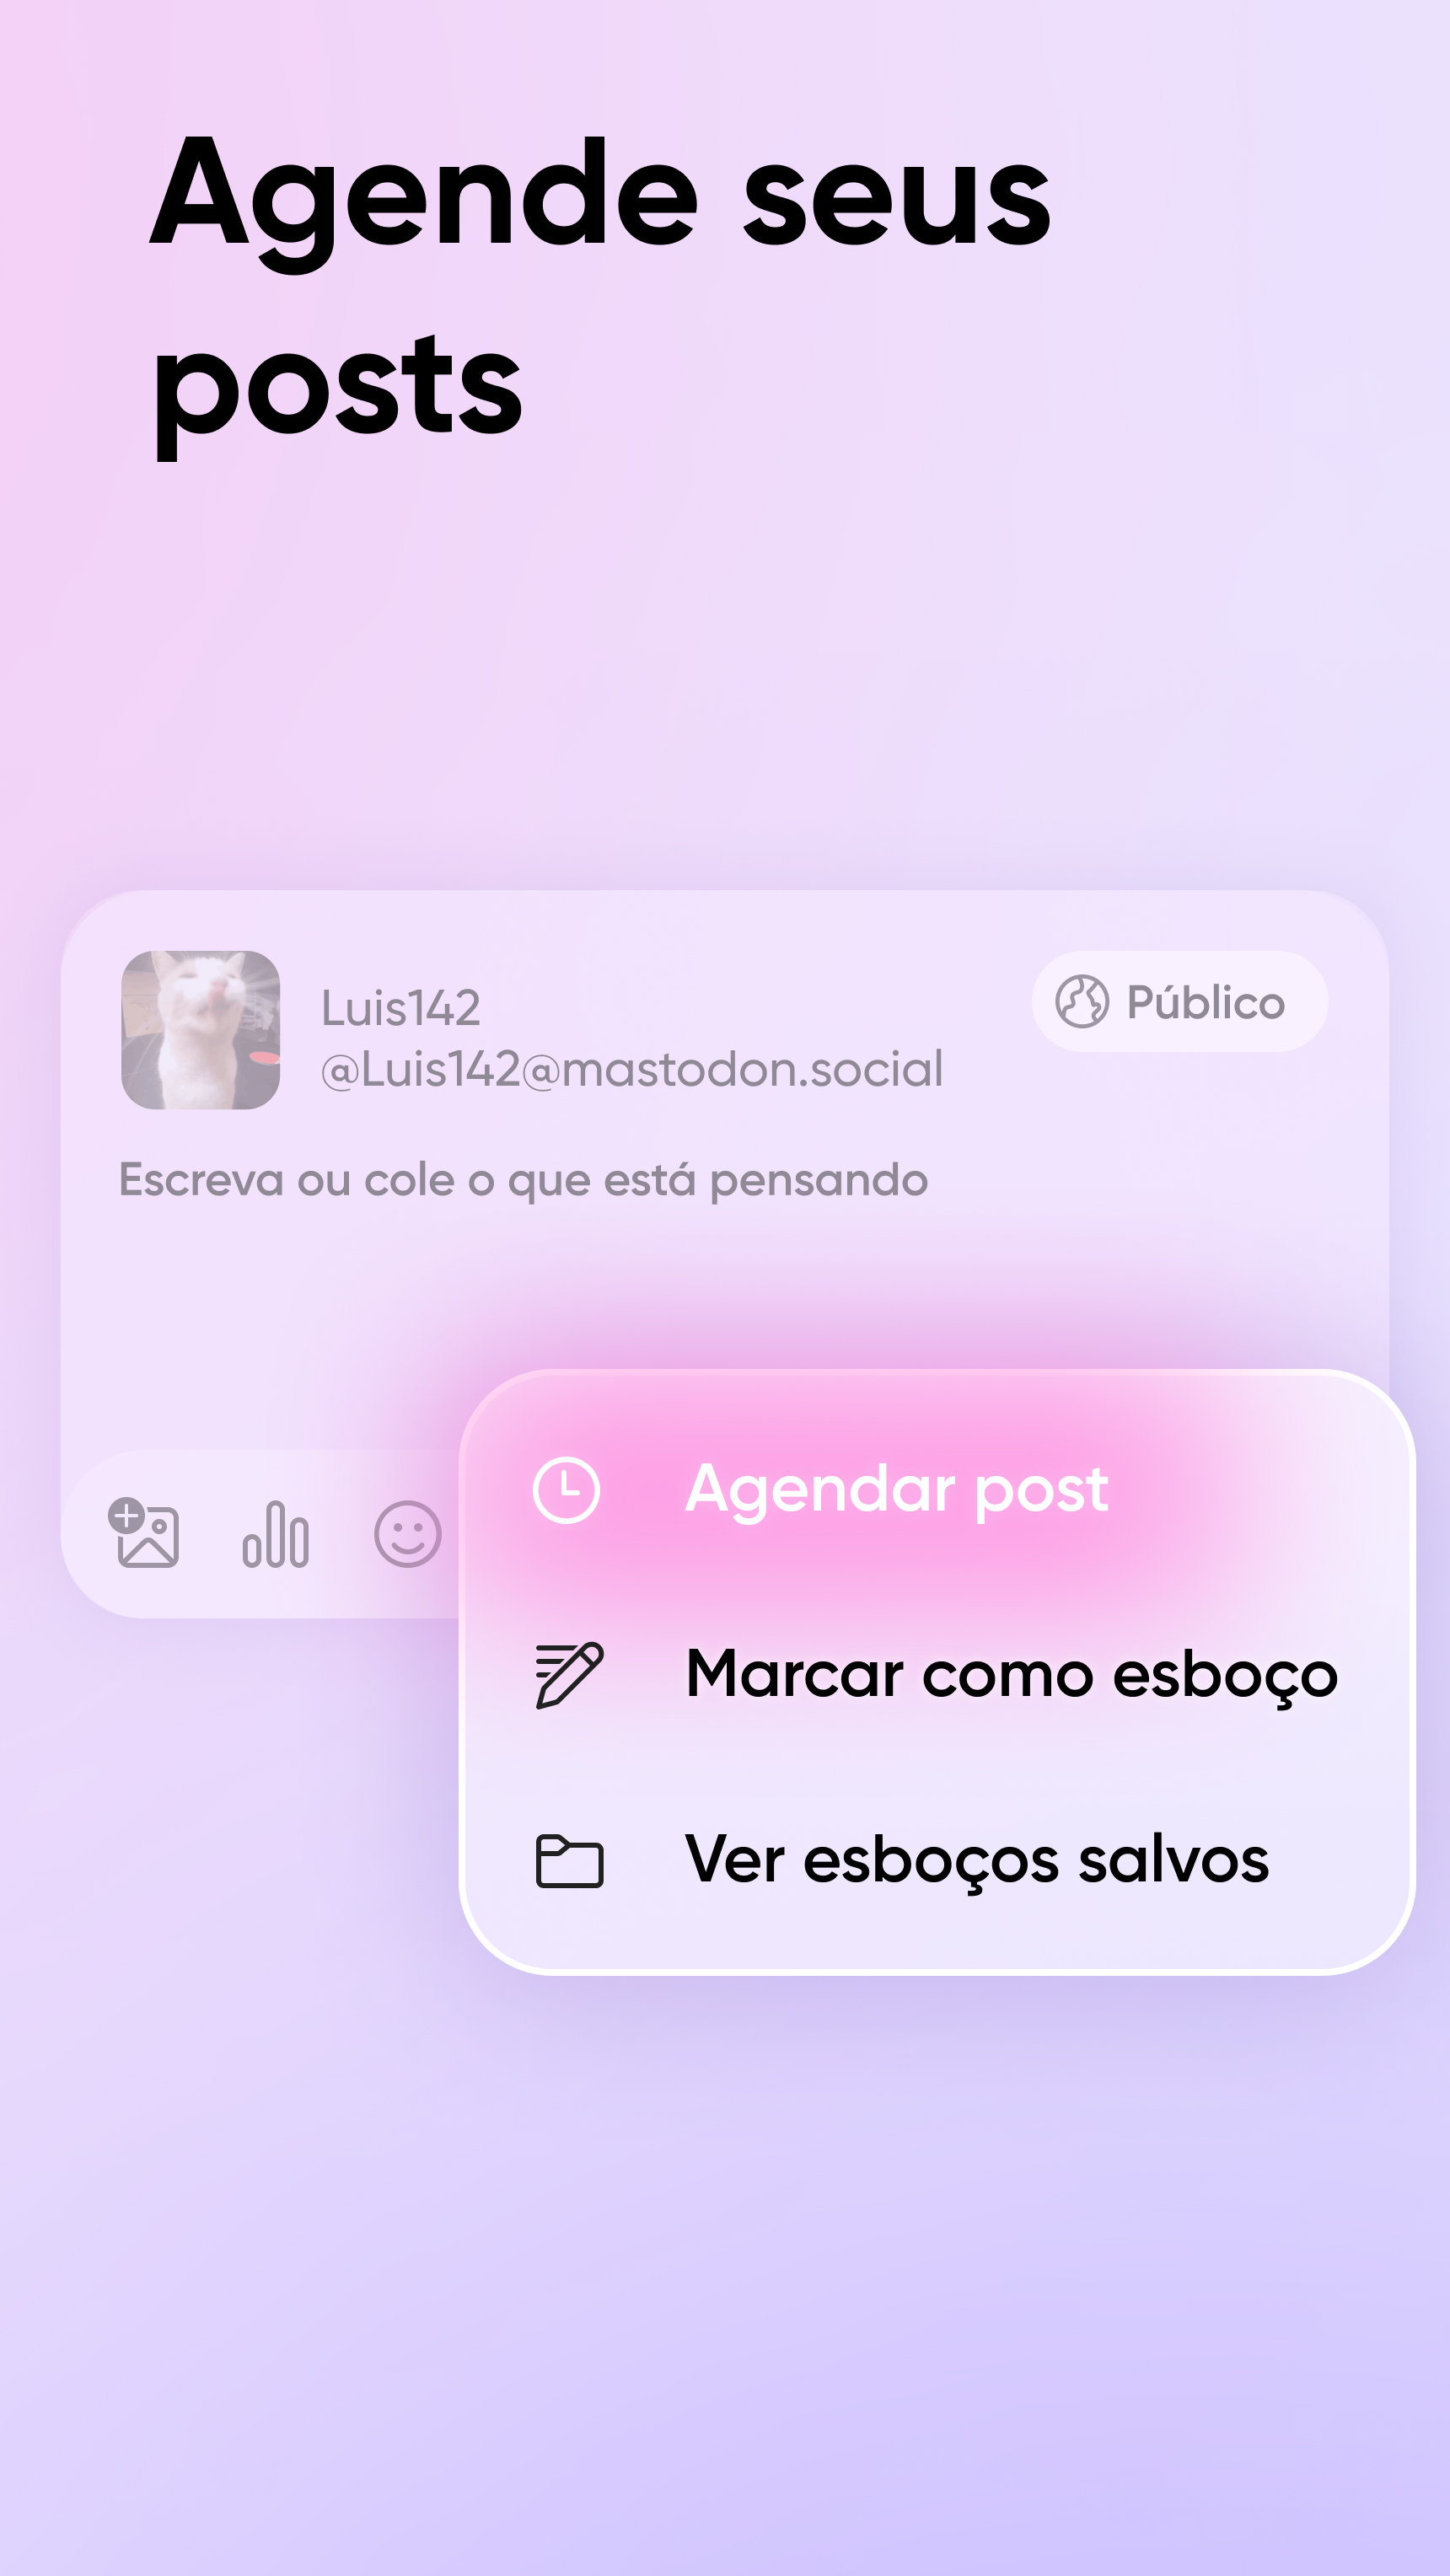 Agende seus
posts
Luis142
@Luis142@mastodon.social
Público
Escreva ou cole o que está pensando
Agendar post
Marcar como esboço
Ver esboços salvos